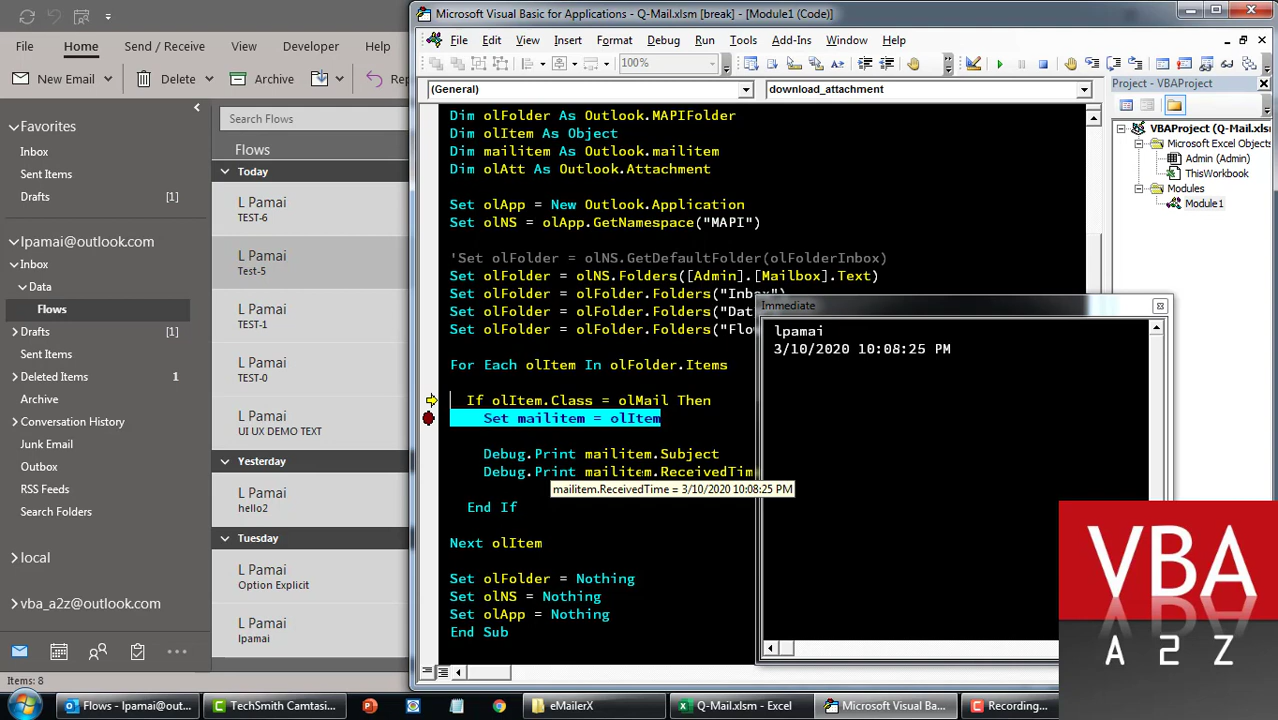 File
Home
Send / Receive
View
Developer
Help
New Email
Delete
Archive
Favorites
Inbox
Sent Items
Drafts [1]
lpamai@outlook.com
Inbox
Data
Flows
Drafts [1]
Sent Items
Deleted Items 1
Archive
Conversation History
Junk Email
Outbox
RSS Feeds
Search Folders
local
vba_a2z@outlook.com
Items: 8
Search Flows
Flows
Today
L Pamai
TEST-6
L Pamai
Test-5
L Pamai
TEST-1
L Pamai
TEST-0
L Pamai
UI UX DEMO TEXT
Yesterday
L Pamai
hello2
Tuesday
L Pamai
Option Explicit
L Pamai
lpamai
Microsoft Visual Basic for Applications - Q-Mail.xlsm [break] - [Module1 (Code)]
File Edit View Insert Format Debug Run Tools Add-Ins Window Help
100%
(General)
download_attachment
Dim olFolder As Outlook.MAPIFolder
Dim olItem As Object
Dim mailitem As Outlook.mailitem
Dim olAtt As Outlook.Attachment
Set olApp = New Outlook.Application
Set olNS = olApp.GetNamespace("MAPI")
'Set olFolder = olNS.GetDefaultFolder(olFolderInbox)
Set olFolder = olNS.Folders([Admin].[Mailbox].Text)
Set olFolder = olFolder.Folders("Inbox")
Set olFolder = olFolder.Folders("Dat
Set olFolder = olFolder.Folders("Flo
For Each olItem In olFolder.Items
If olItem.Class = olMail Then
Set mailitem = olItem
Debug.Print mailitem.Subject
Debug.Print mailitem.ReceivedTim
mailitem.ReceivedTime = 3/10/2020 10:08:25 PM
End If
Next olItem
Set olFolder = Nothing
Set olNS = Nothing
Set olApp = Nothing
End Sub
Immediate
lpamai
3/10/2020 10:08:25 PM
Project - VBAProject
VBAProject (Q-Mail.xls
Microsoft Excel Objects
Admin (Admin)
ThisWorkbook
Modules
Module1
VBA
A 2 Z
Flows - lpamai@out...
TechSmith Camtasi...
eMailerX
Q-Mail.xlsm - Excel
Microsoft Visual Ba...
Recording...